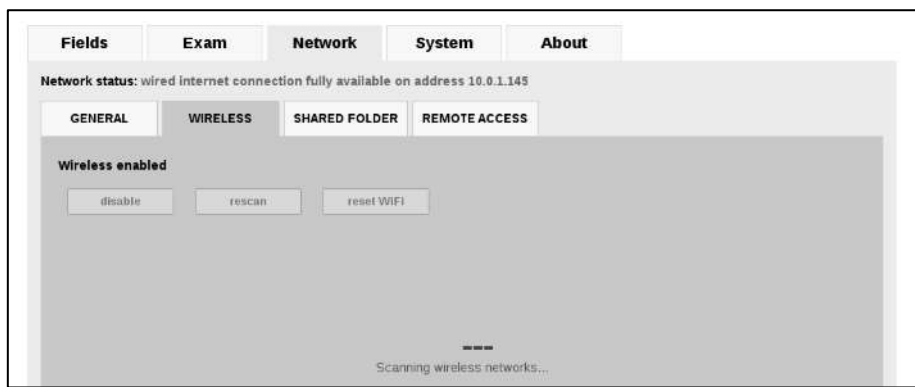 Fields Exam Network System About
Network status: wired internet connection fully available on address 10.0.1.145
GENERAL WIRELESS SHARED FOLDER REMOTE ACCESS
Wireless enabled
disable rescan reset WiFi
Scanning wireless networks...